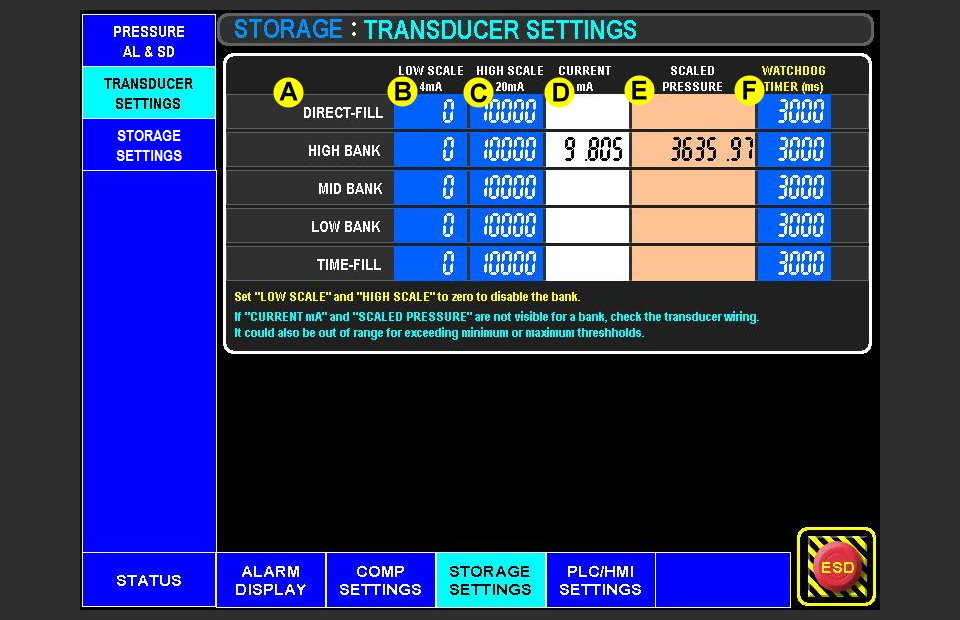 PRESSURE
AL & SD
TRANSDUCER
SETTINGS
STORAGE
SETTINGS
STORAGE : TRANSDUCER SETTINGS
LOW SCALE HIGH SCALE CURRENT SCALED WATCHDOG
4mA 20mA mA PRESSURE TIMER (ms)
A B C D E F
DIRECT-FILL 0 10000 3000
HIGH BANK 0 10000 9.805 3635.97 3000
MID BANK 0 10000 3000
LOW BANK 0 10000 3000
TIME-FILL 0 10000 3000
Set "LOW SCALE" and "HIGH SCALE" to zero to disable the bank.
If "CURRENT mA" and "SCALED PRESSURE" are not visible for a bank, check the transducer wiring.
It could also be out of range for exceeding minimum or maximum threshholds.
STATUS
ALARM
DISPLAY
COMP
SETTINGS
STORAGE
SETTINGS
PLC/HMI
SETTINGS
ESD